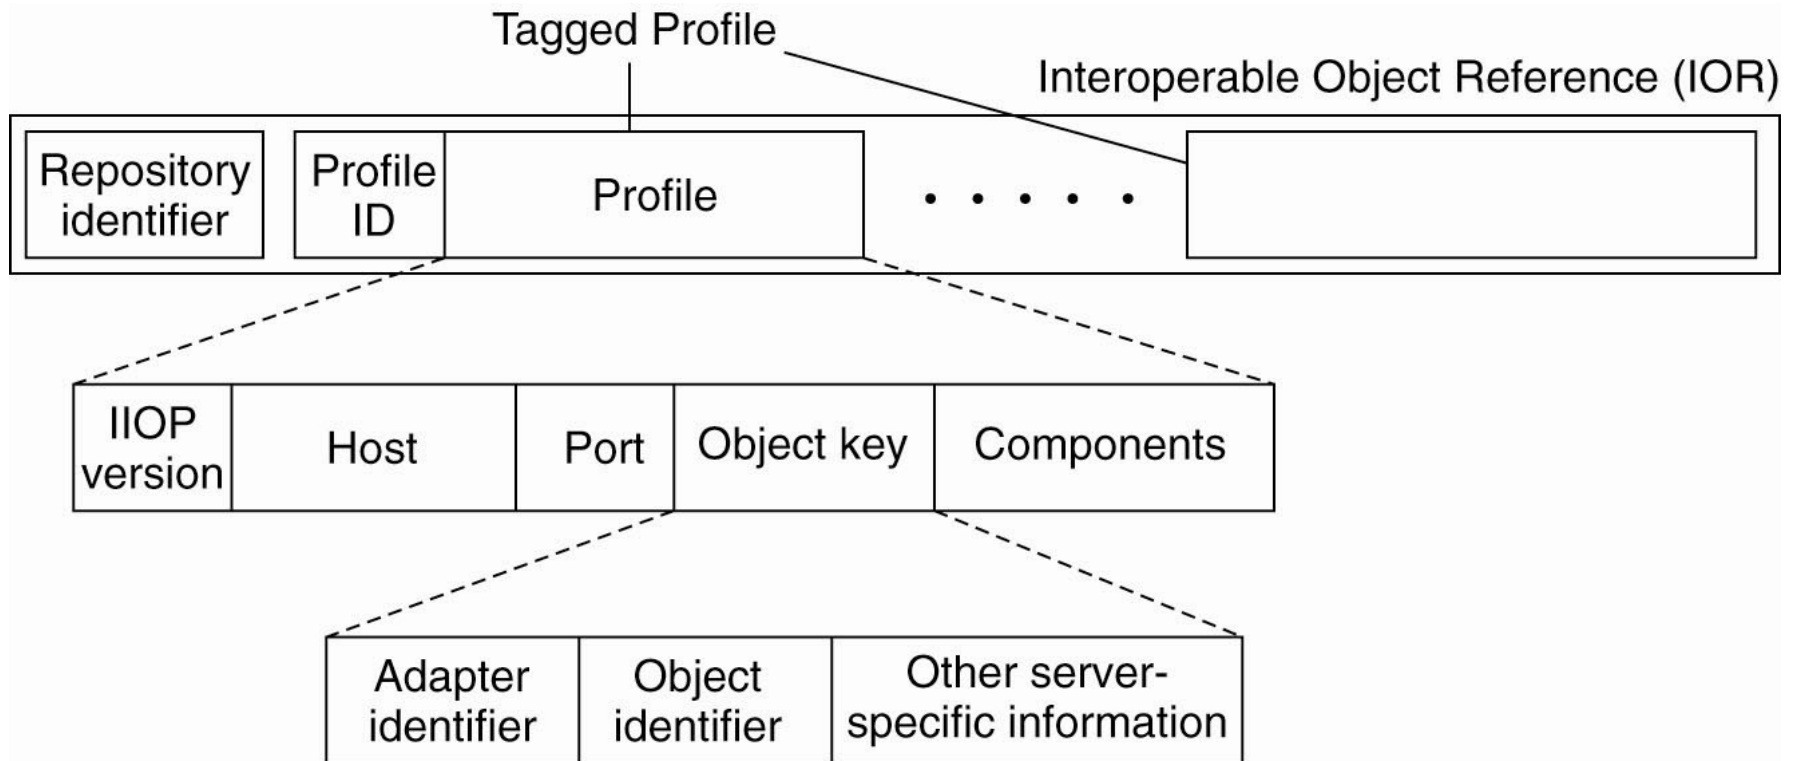 Tagged Profile
Interoperable Object Reference (IOR)
Repository
identifier
Profile
ID
Profile
IIOP
version
Host
Port
Object key
Components
Adapter
identifier
Object
identifier
Other server-
specific information